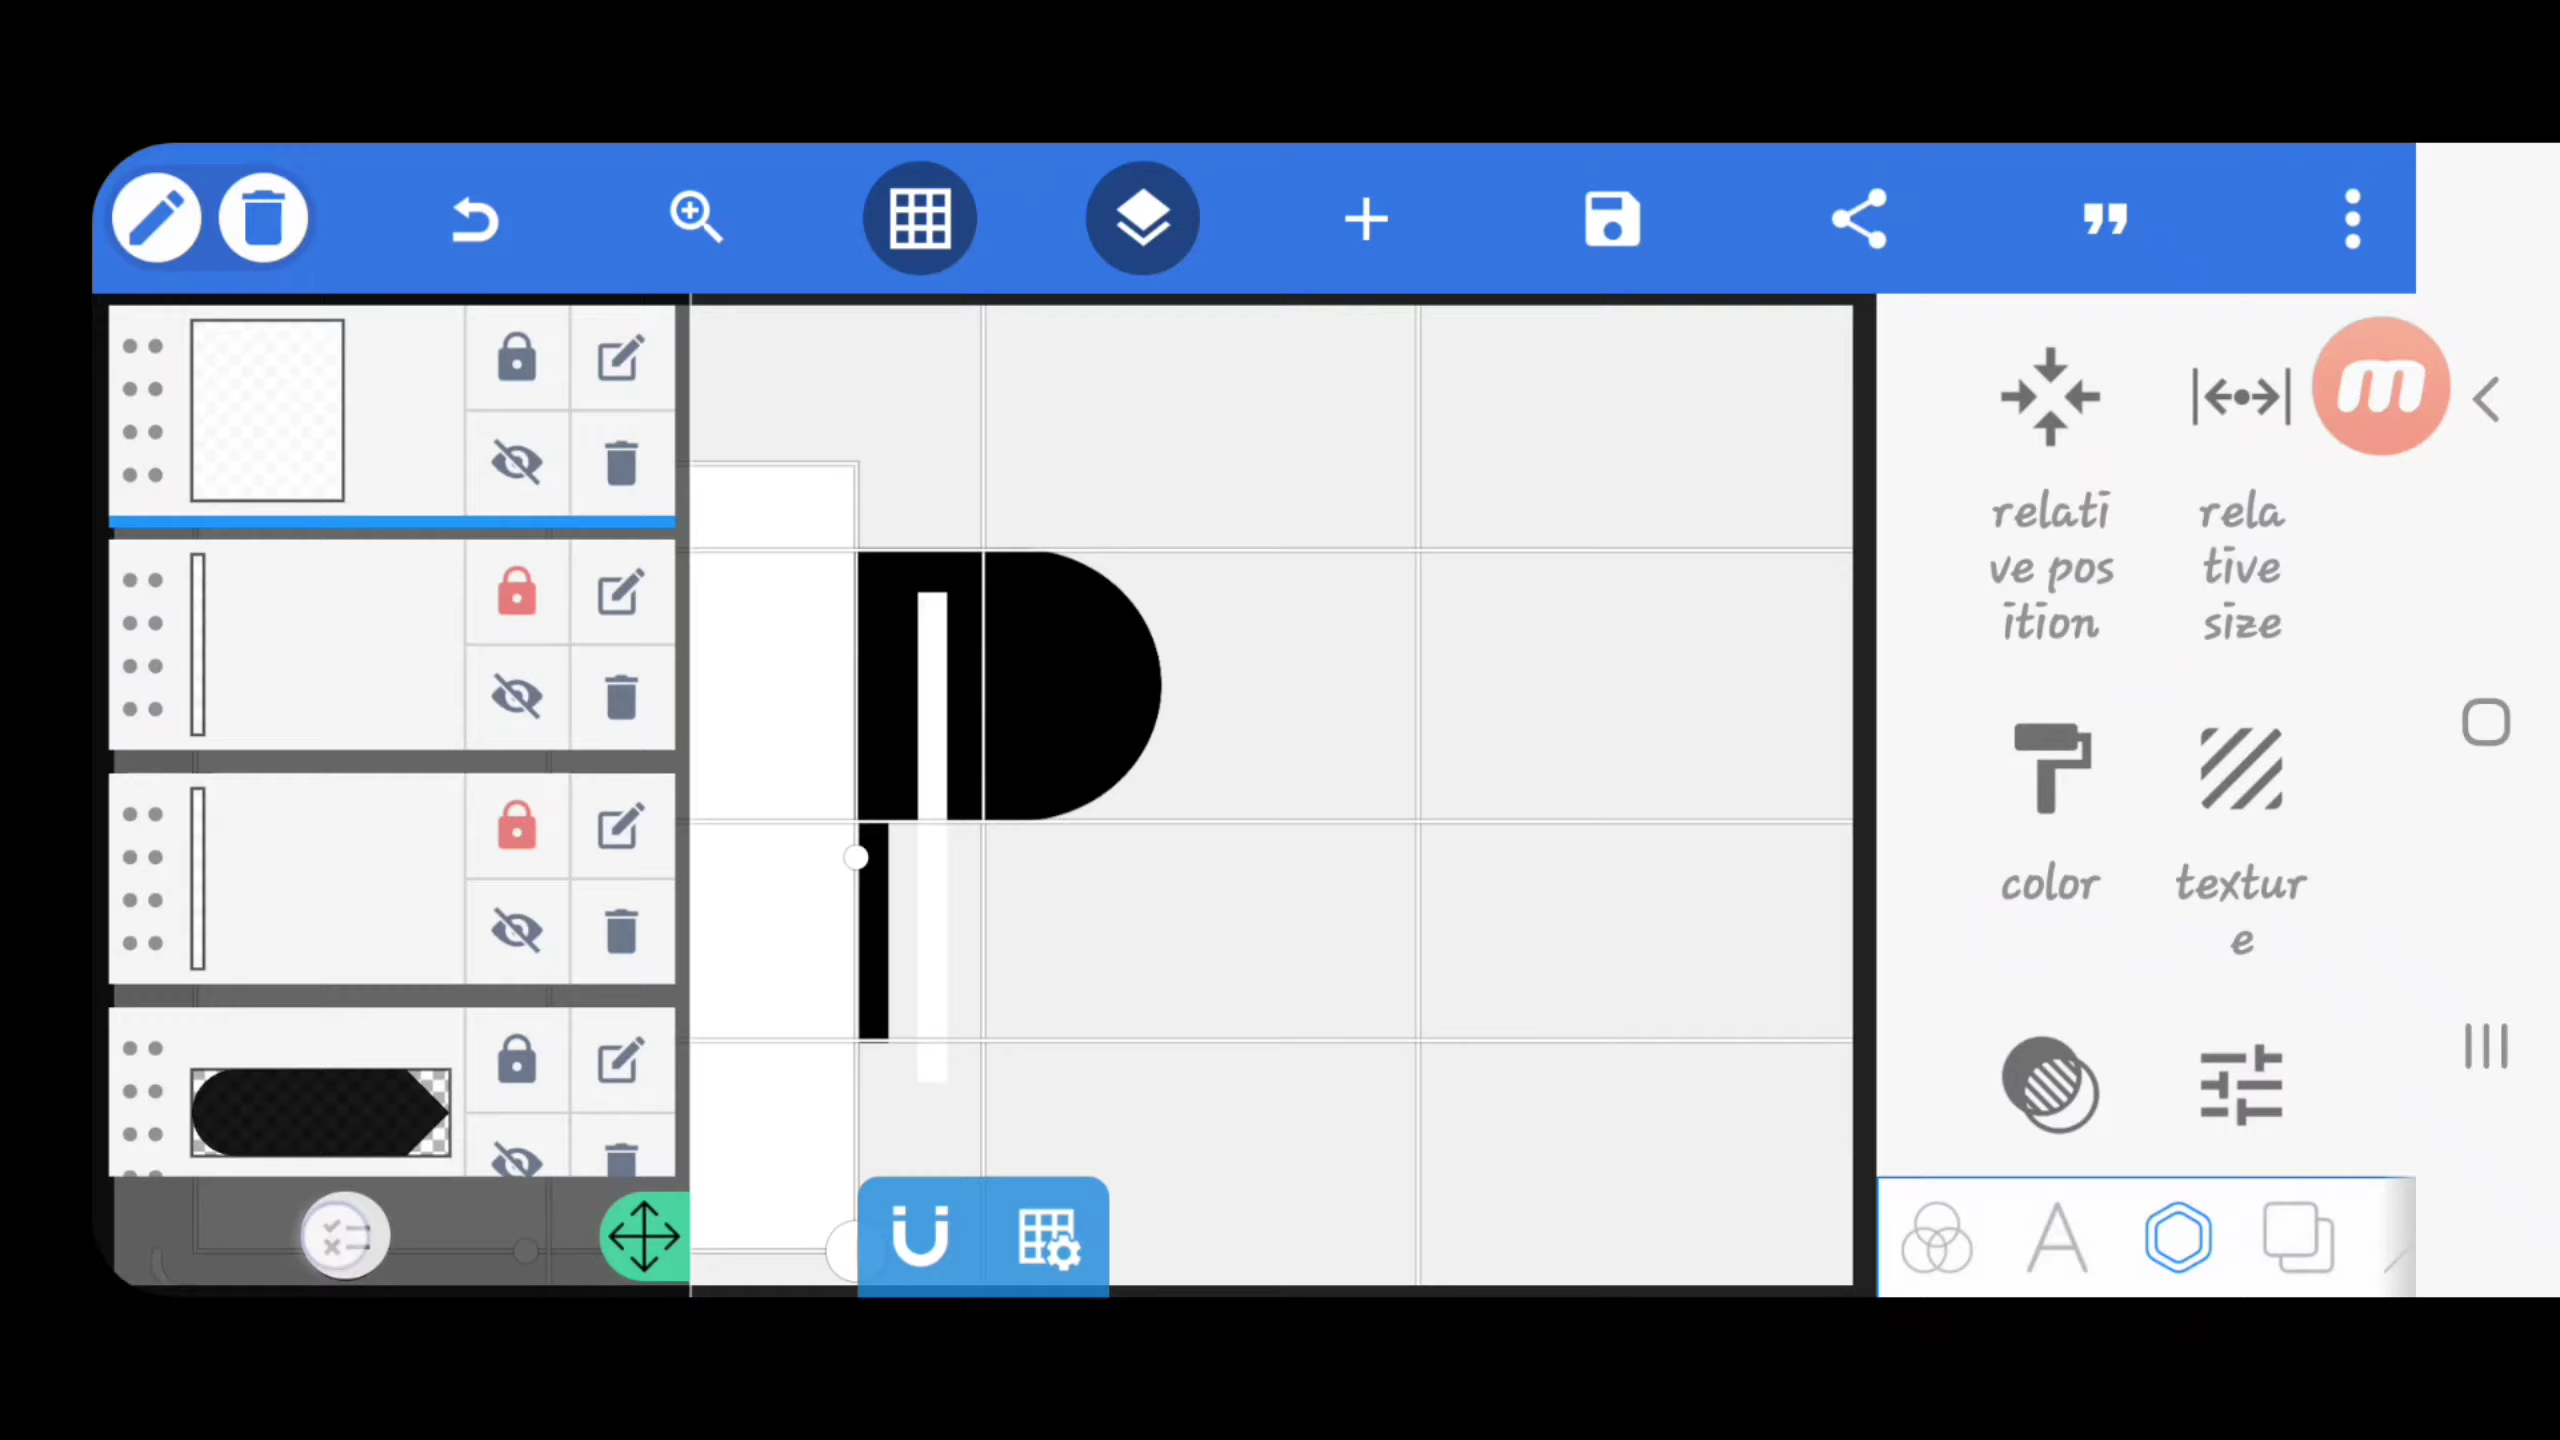 relati
ve pos
ition
rela
tive
size
color
textur
e